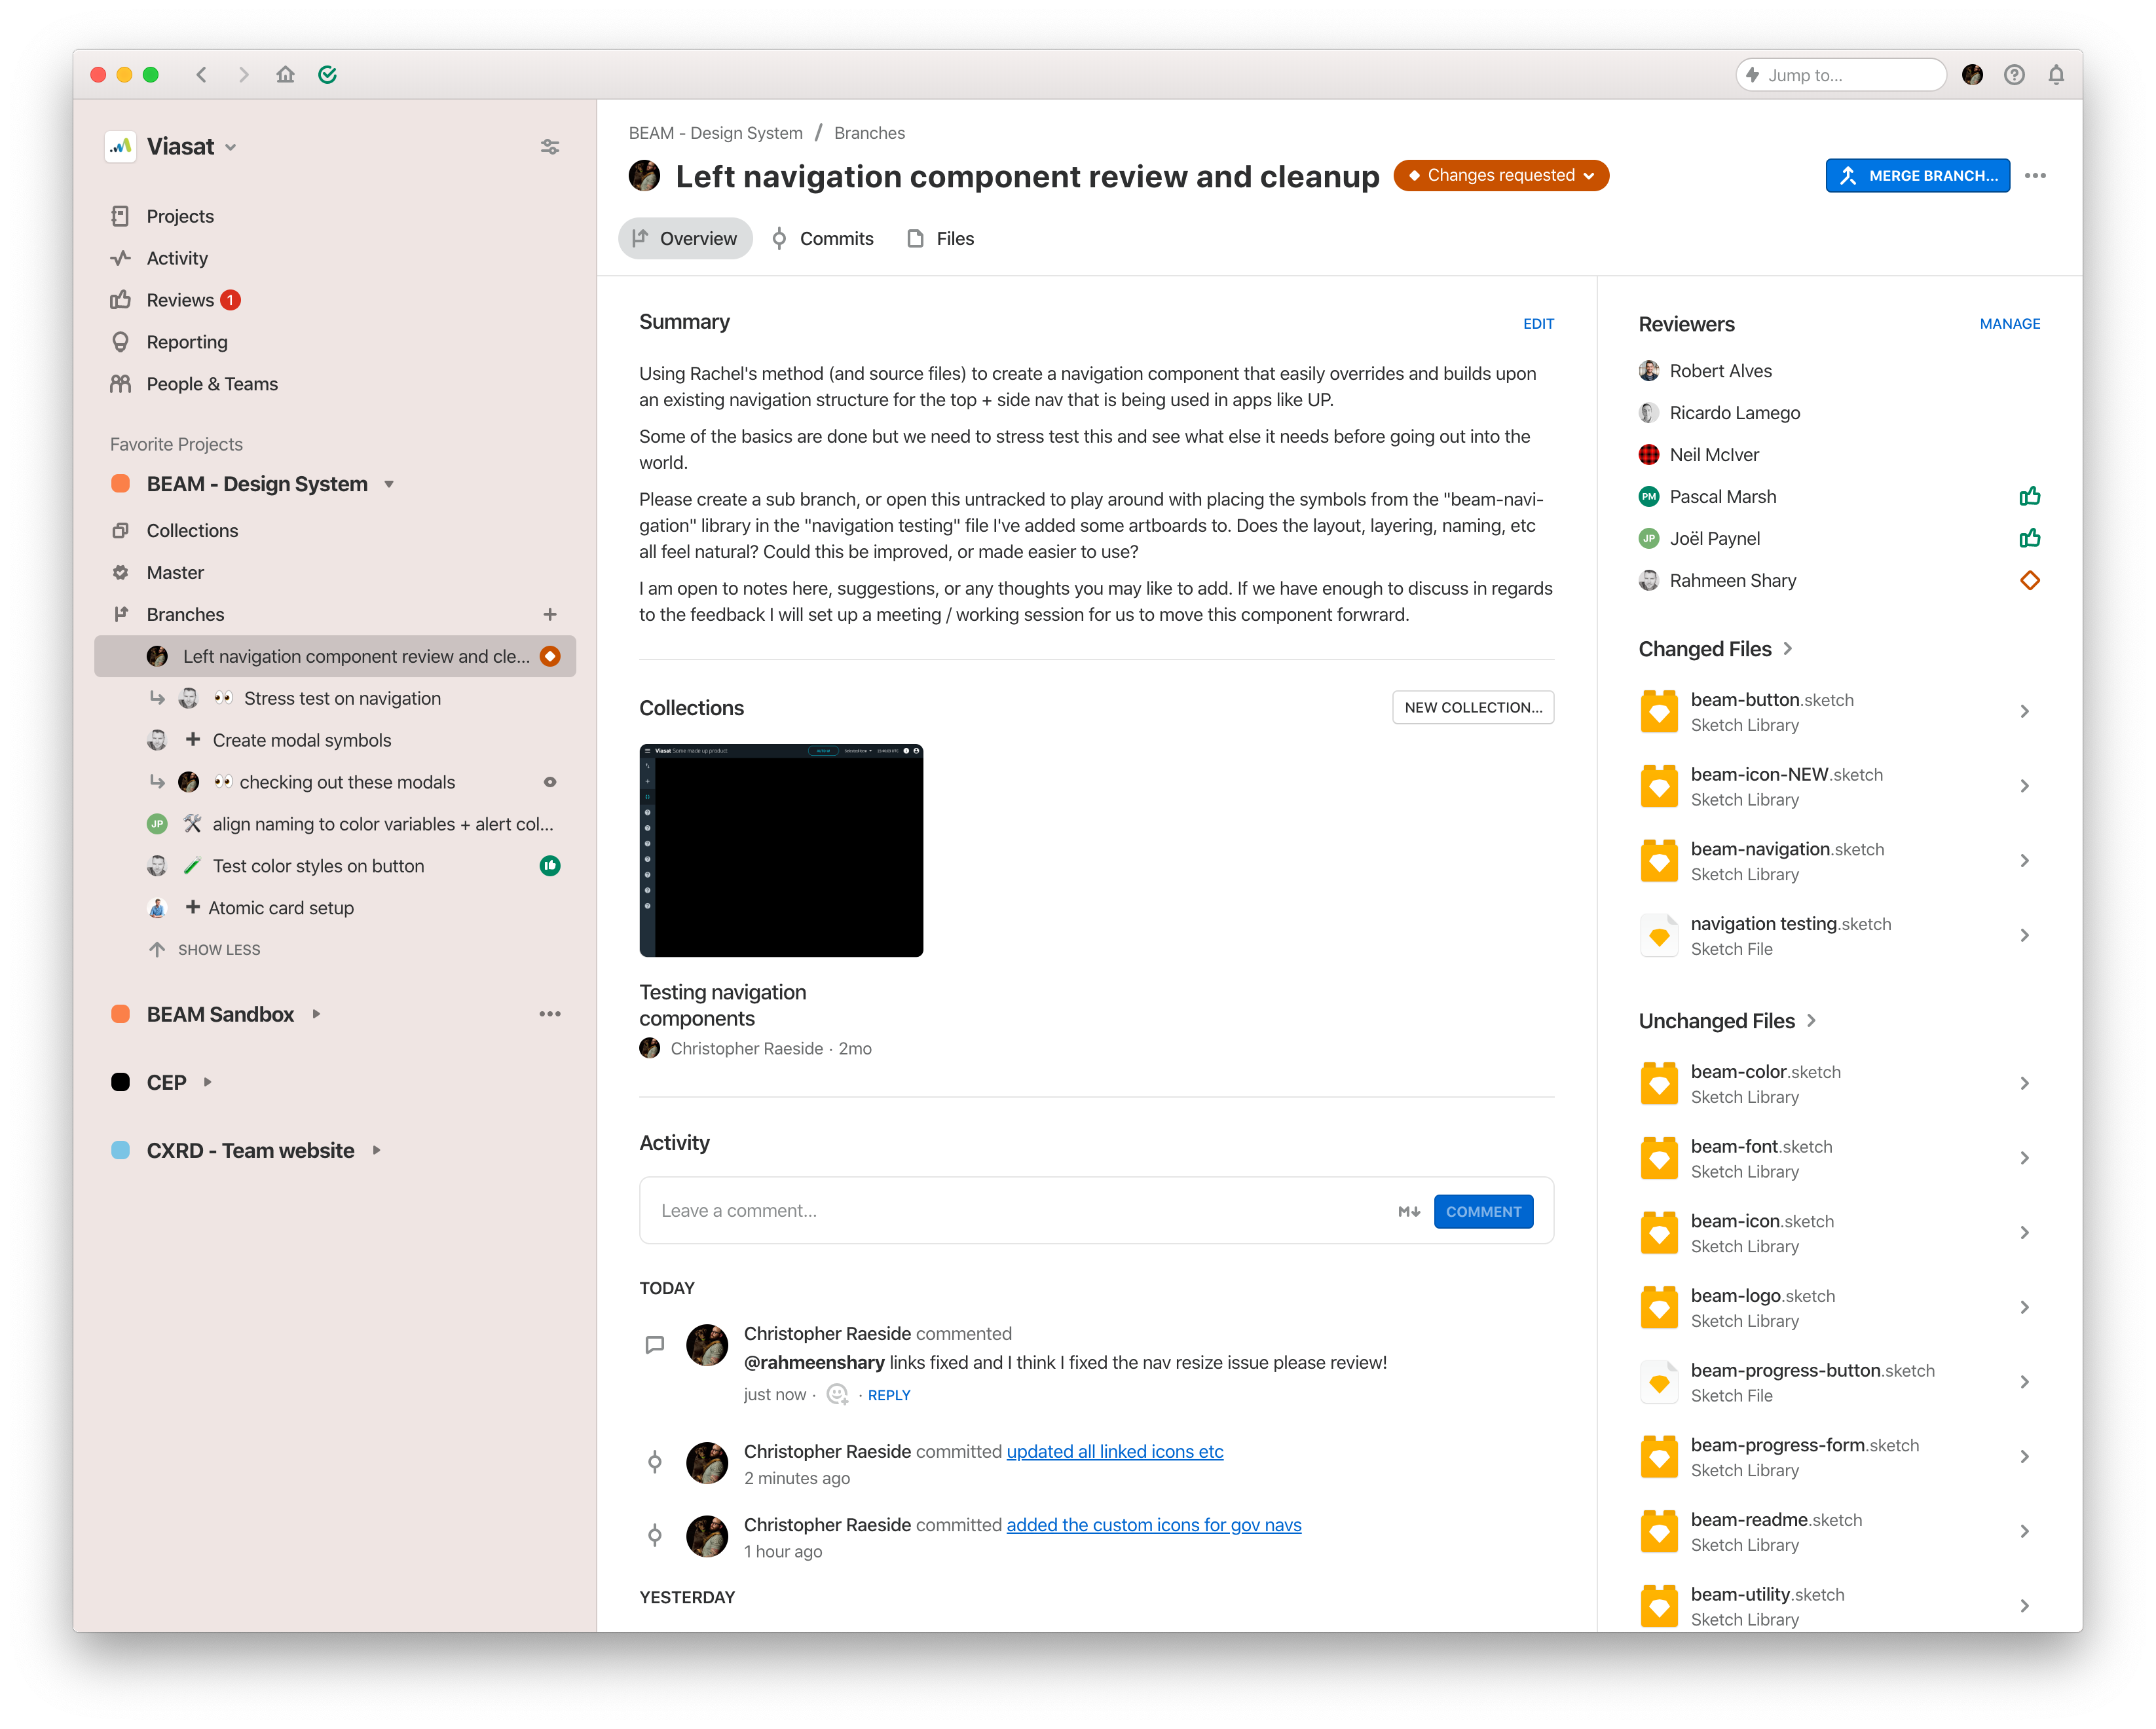 Jump to...
Viasat
Projects
Activity
Reviews 1
Reporting
People & Teams
Favorite Projects
BEAM - Design System
Collections
Master
Branches
Left navigation component review and cle...
Stress test on navigation
Create modal symbols
checking out these modals
JP align naming to color variables + alert col...
Test color styles on button
Atomic card setup
SHOW LESS
BEAM Sandbox
CEP
CXRD - Team website
BEAM - Design System / Branches
Left navigation component review and cleanup
Changes requested
MERGE BRANCH...
Overview
Commits
Files
Summary
EDIT
Using Rachel's method (and source files) to create a navigation component that easily overrides and builds upon
an existing navigation structure for the top + side nav that is being used in apps like UP.
Some of the basics are done but we need to stress test this and see what else it needs before going out into the
world.
Please create a sub branch, or open this untracked to play around with placing the symbols from the "beam-navi-
gation" library in the "navigation testing" file I've added some artboards to. Does the layout, layering, naming, etc
all feel natural? Could this be improved, or made easier to use?
I am open to notes here, suggestions, or any thoughts you may like to add. If we have enough to discuss in regards
to the feedback I will set up a meeting / working session for us to move this component forward.
Collections
NEW COLLECTION...
Viasat Some made up product
Testing navigation
components
Christopher Raeside · 2mo
Activity
Leave a comment...
M
COMMENT
TODAY
Christopher Raeside commented
@rahmeenshary links fixed and I think I fixed the nav resize issue please review!
just now · · REPLY
Christopher Raeside committed updated all linked icons etc
2 minutes ago
Christopher Raeside committed added the custom icons for gov navs
1 hour ago
YESTERDAY
Reviewers
MANAGE
Robert Alves
Ricardo Lamego
Neil McIver
PM Pascal Marsh
JP Joël Paynel
Rahmeen Shary
Changed Files
beam-button.sketch
Sketch Library
beam-icon-NEW.sketch
Sketch Library
beam-navigation.sketch
Sketch Library
navigation testing.sketch
Sketch File
Unchanged Files
beam-color.sketch
Sketch Library
beam-font.sketch
Sketch Library
beam-icon.sketch
Sketch Library
beam-logo.sketch
Sketch Library
beam-progress-button.sketch
Sketch File
beam-progress-form.sketch
Sketch Library
beam-readme.sketch
Sketch Library
beam-utility.sketch
Sketch Library